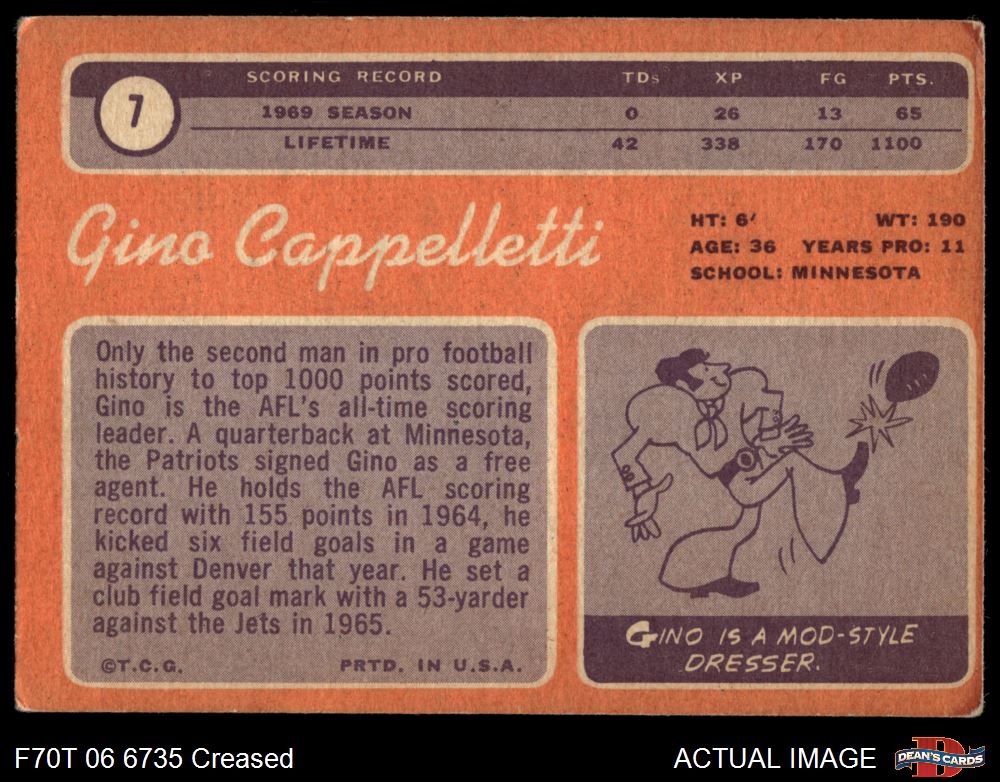 7
SCORING RECORD TDs XP FG PTS.
1969 SEASON 0 26 13 65
LIFETIME 42 338 170 1100
Gino Cappelletti
HT: 6' WT: 190
AGE: 36 YEARS PRO: 11
SCHOOL: MINNESOTA
Only the second man in pro football
history to top 1000 points scored,
Gino is the AFL's all-time scoring
leader. A quarterback at Minnesota,
the Patriots signed Gino as a free
agent. He holds the AFL scoring
record with 155 points in 1964, he
kicked six field goals in a game
against Denver that year. He set a
club field goal mark with a 53-yarder
against the Jets in 1965.
©T.C.G. PRTD. IN U.S.A.
GINO IS A MOD-STYLE
DRESSER.
F70T 06 6735 Creased
ACTUAL IMAGE
D
DEAN'S CARDS